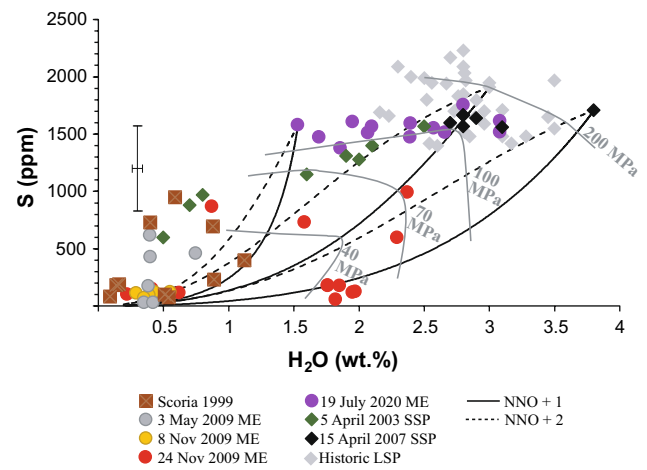 2500
2000
1500
1000
500
S (ppm)
200 MPa
100
MPa
70
MPa
40
MPa
0.5
1
1.5
2
2.5
3
3.5
4
H₂O (wt.%)
Scoria 1999
3 May 2009 ME
8 Nov 2009 ME
24 Nov 2009 ME
19 July 2020 ME
5 April 2003 SSP
15 April 2007 SSP
Historic LSP
NNO + 1
NNO + 2